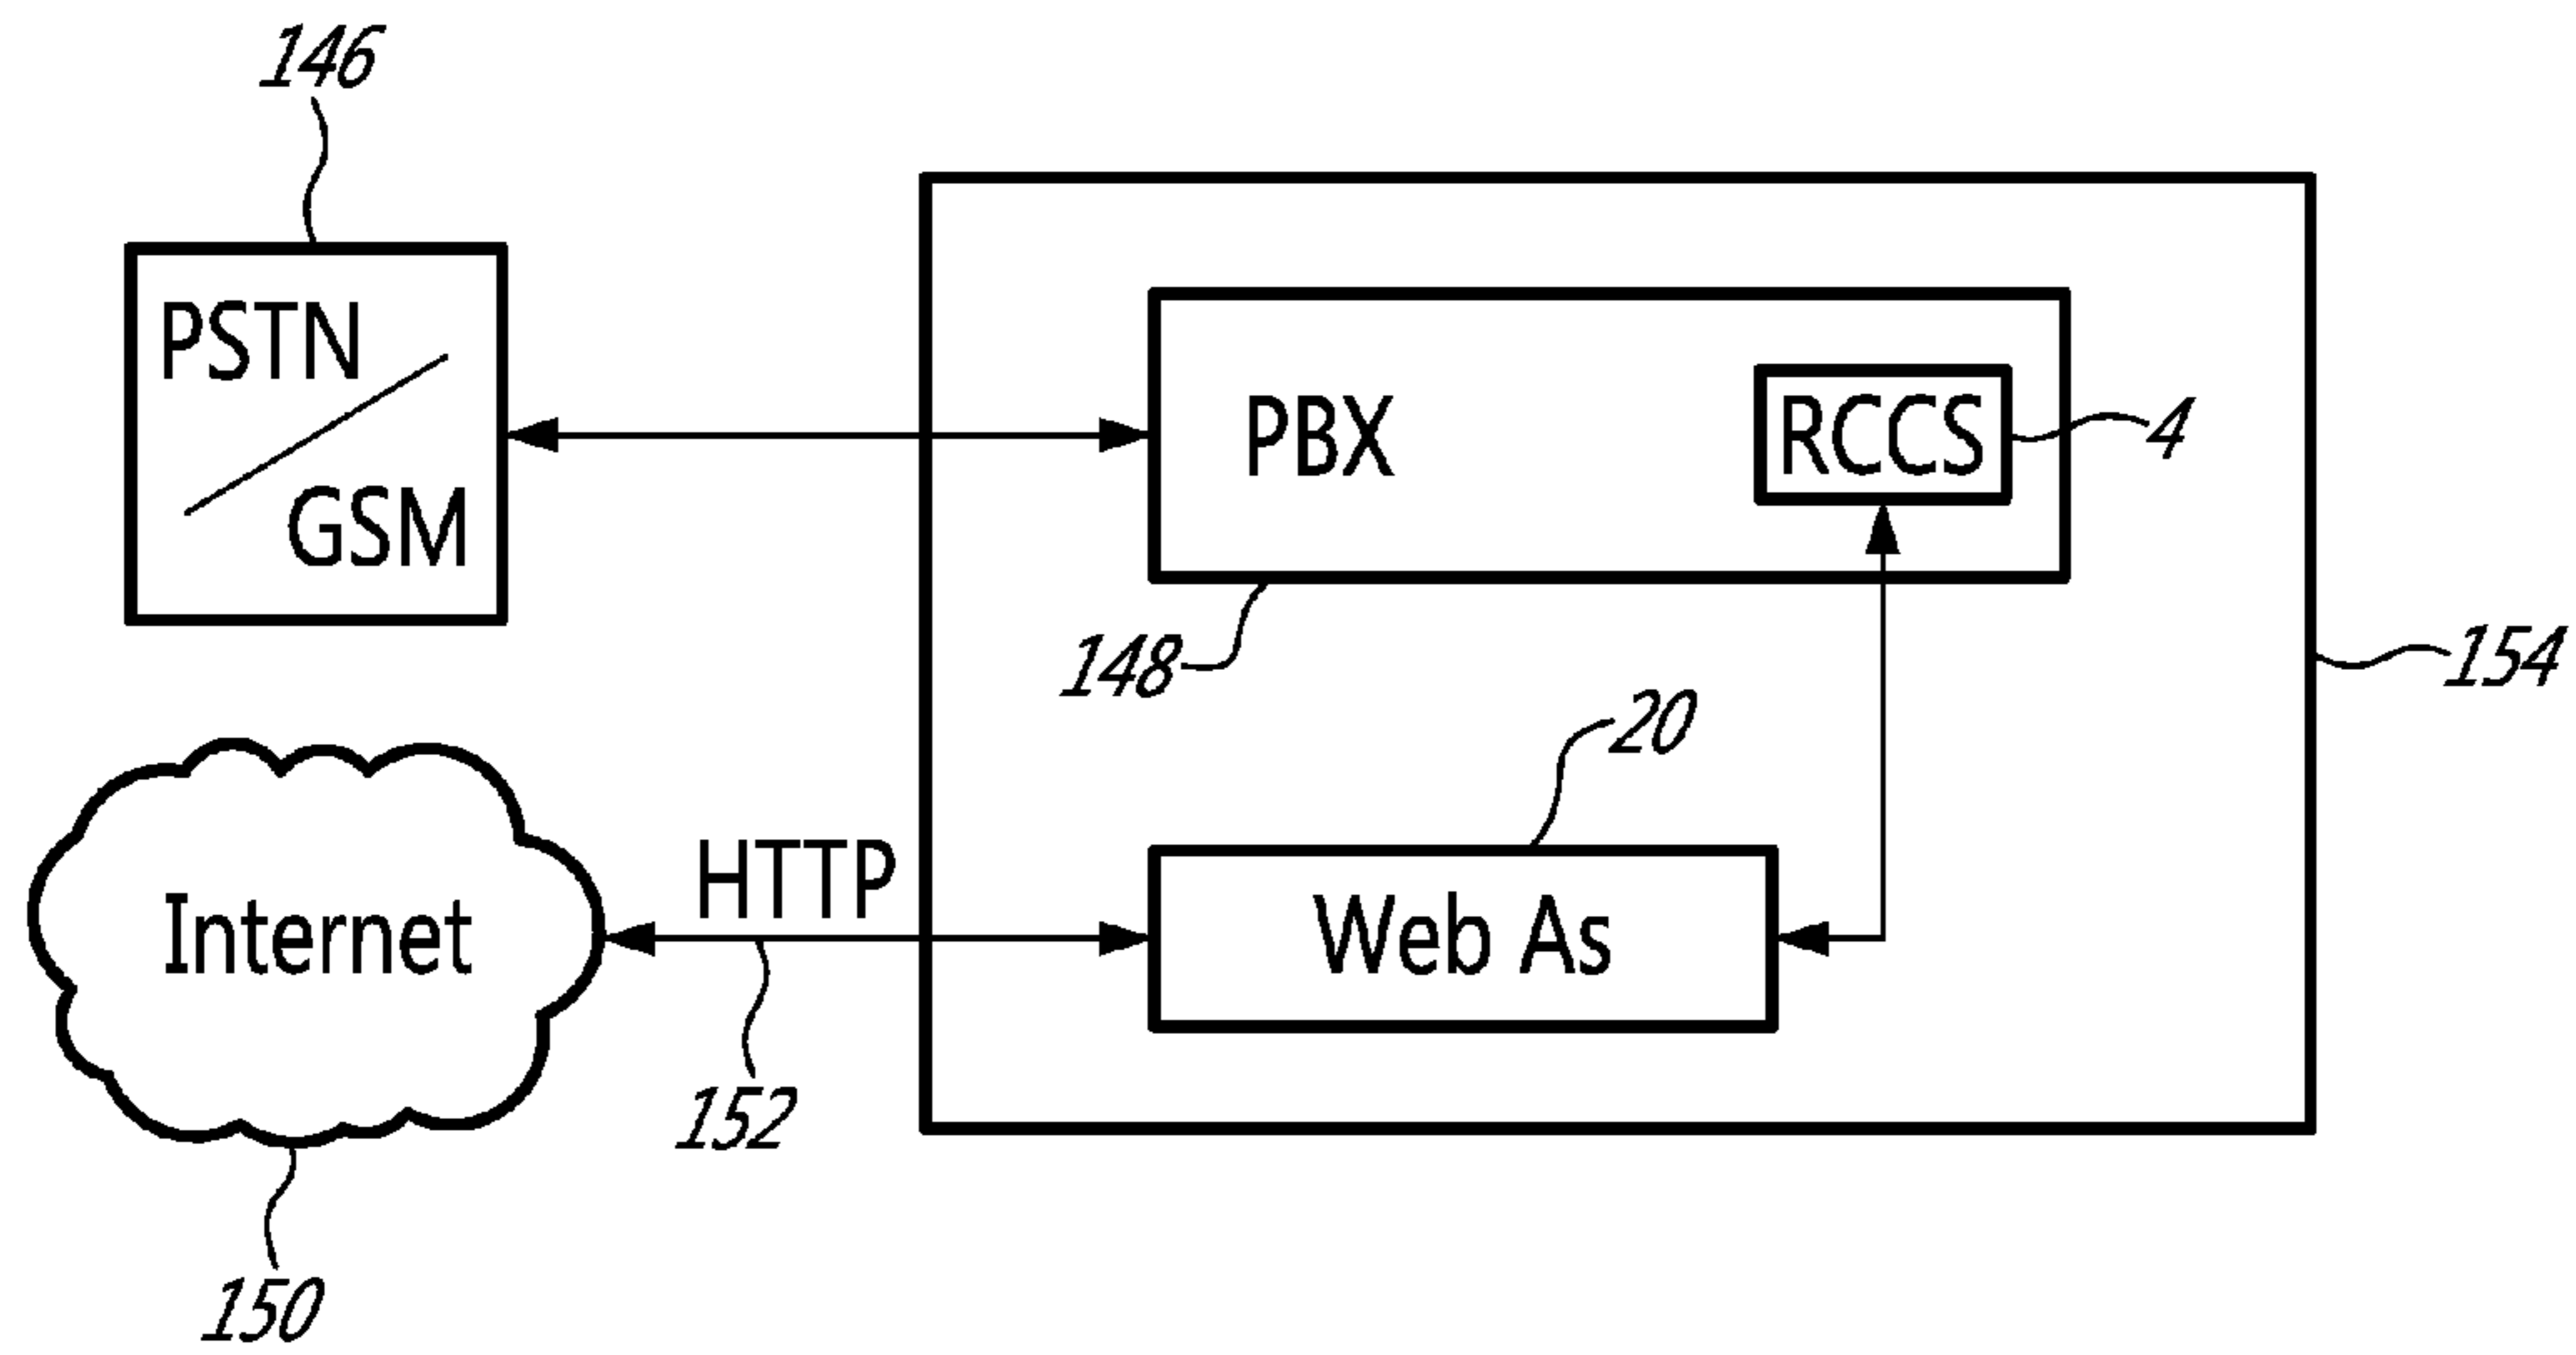 146
PSTN
GSM
PBX
RCCS
4
148
154
20
HTTP
Internet
Web As
152
150